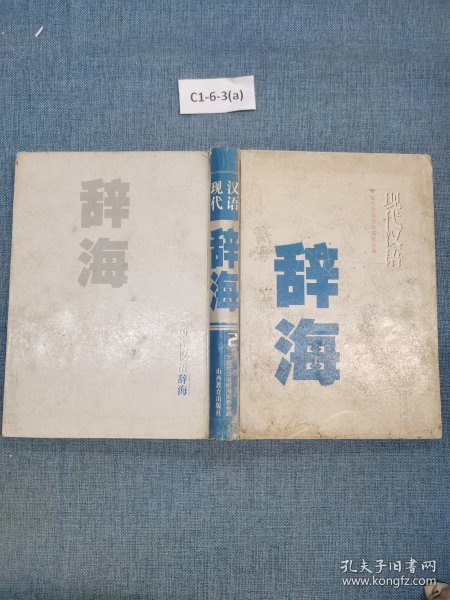 C1-6-3(a)
辞海
现代汉语辞海
现代汉语
辞海
2
山西教育出版社
现代汉语
辞海
孔夫子旧书网
www.kongfz.com